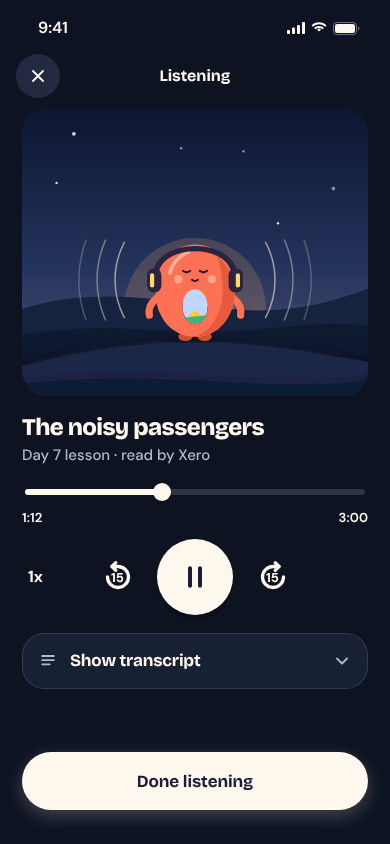 9:41
Listening
The noisy passengers
Day 7 lesson · read by Xero
1:12
3:00
1x
15
15
Show transcript
Done listening